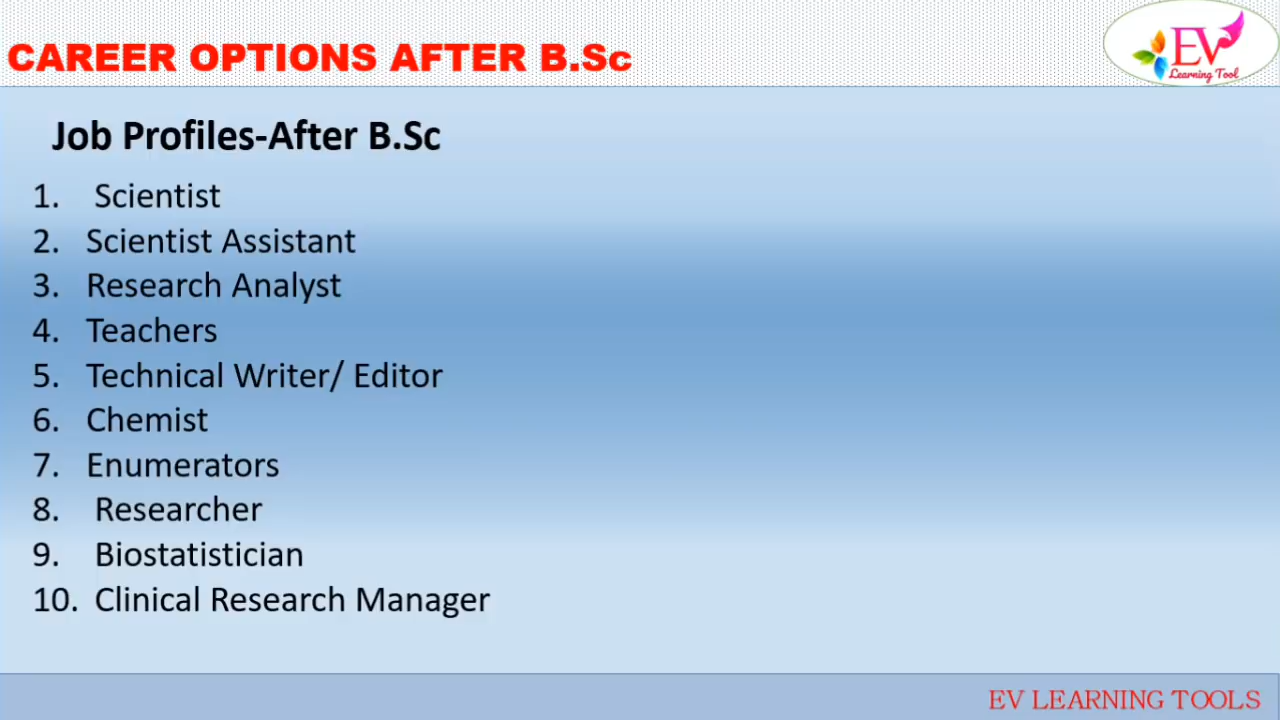 CAREER OPTIONS AFTER B.Sc
EV
Learning Tool
Job Profiles-After B.Sc
1. Scientist
2. Scientist Assistant
3. Research Analyst
4. Teachers
5. Technical Writer/ Editor
6. Chemist
7. Enumerators
8. Researcher
9. Biostatistician
10. Clinical Research Manager
EV LEARNING TOOLS